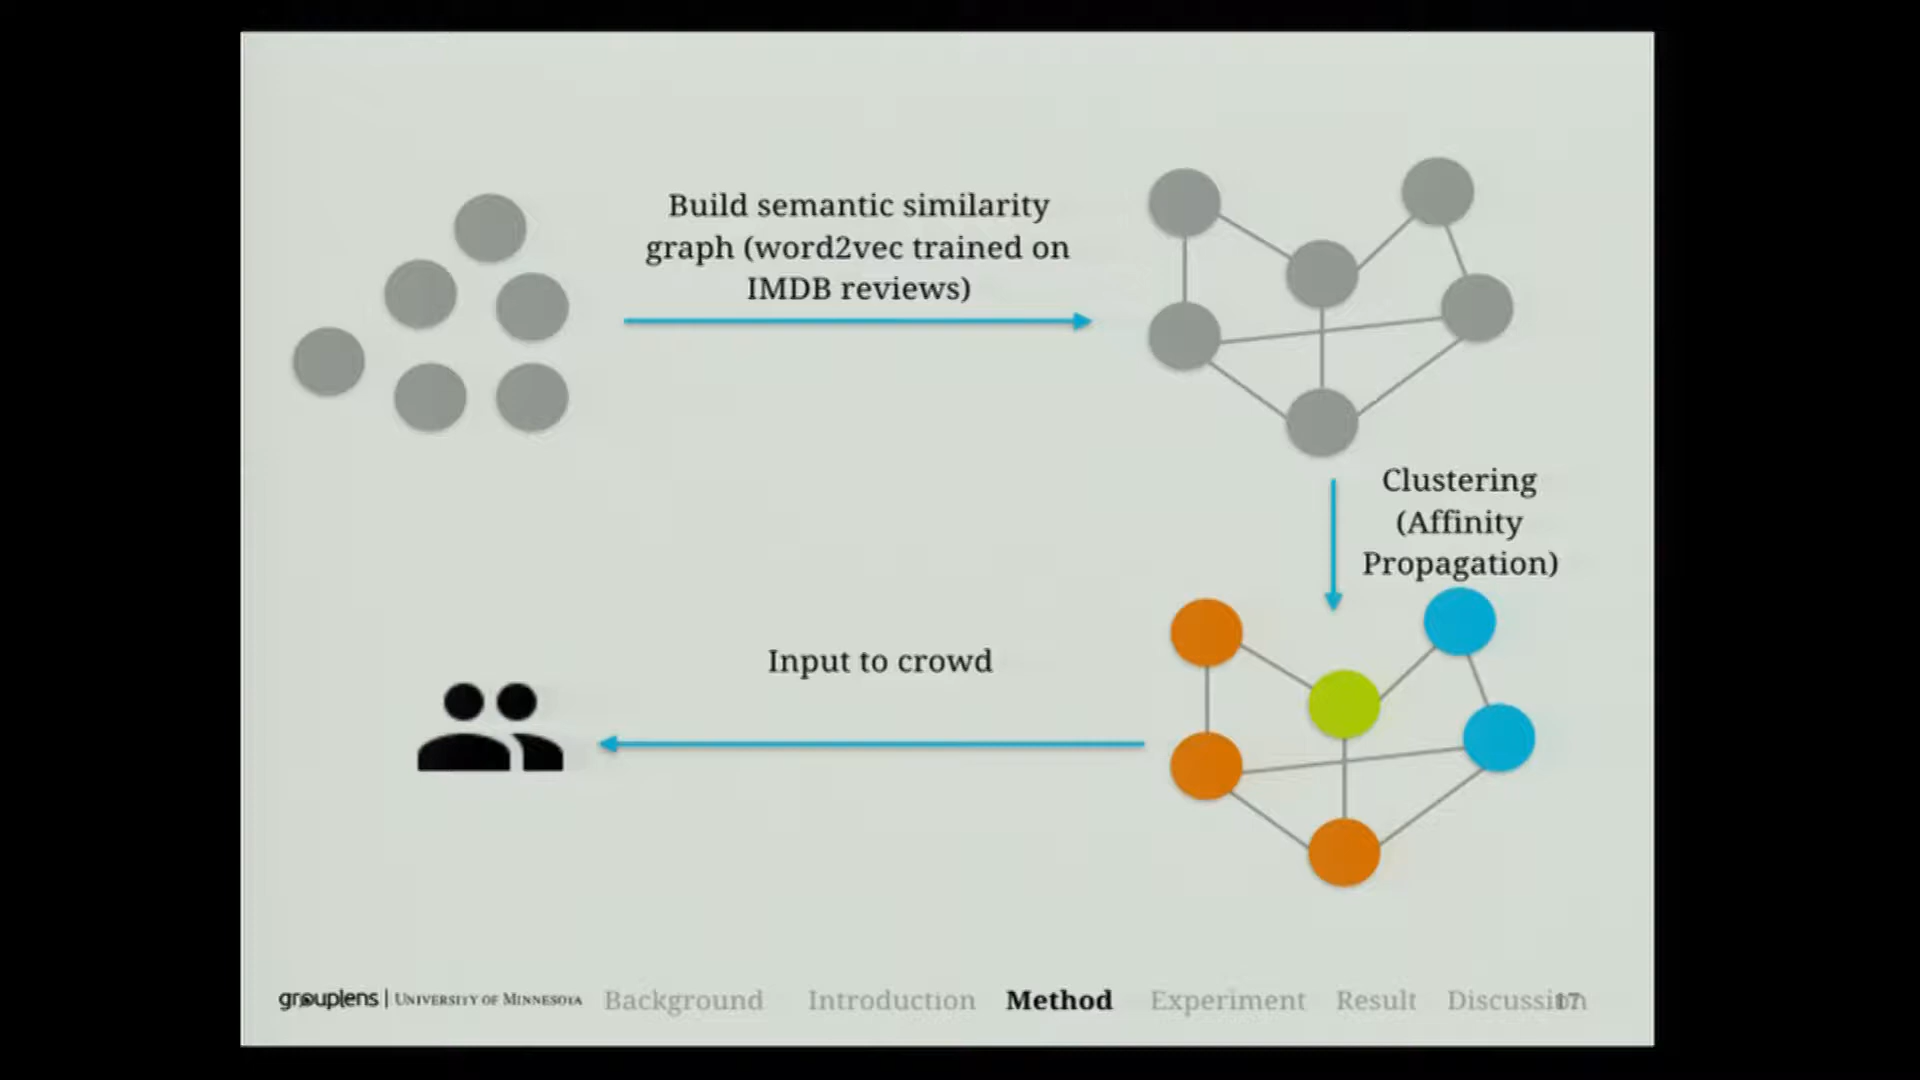 Build semantic similarity
graph (word2vec trained on
IMDB reviews)
Clustering
(Affinity
Propagation)
Input to crowd
grouplens | UNIVERSITY OF MINNESOTA Background Introduction Method Experiment Result Discussion 17